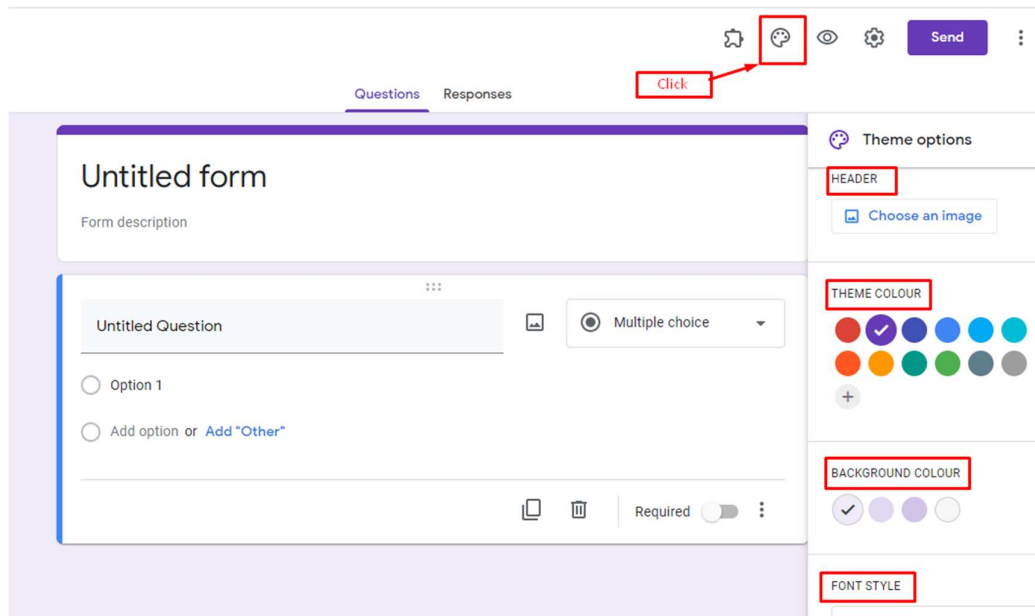 Send
Click
Questions Responses
Theme options
Untitled form
HEADER
Choose an image
Form description
THEME COLOUR
Untitled Question
Multiple choice
Option 1
Add option or Add "Other"
BACKGROUND COLOUR
Required
FONT STYLE